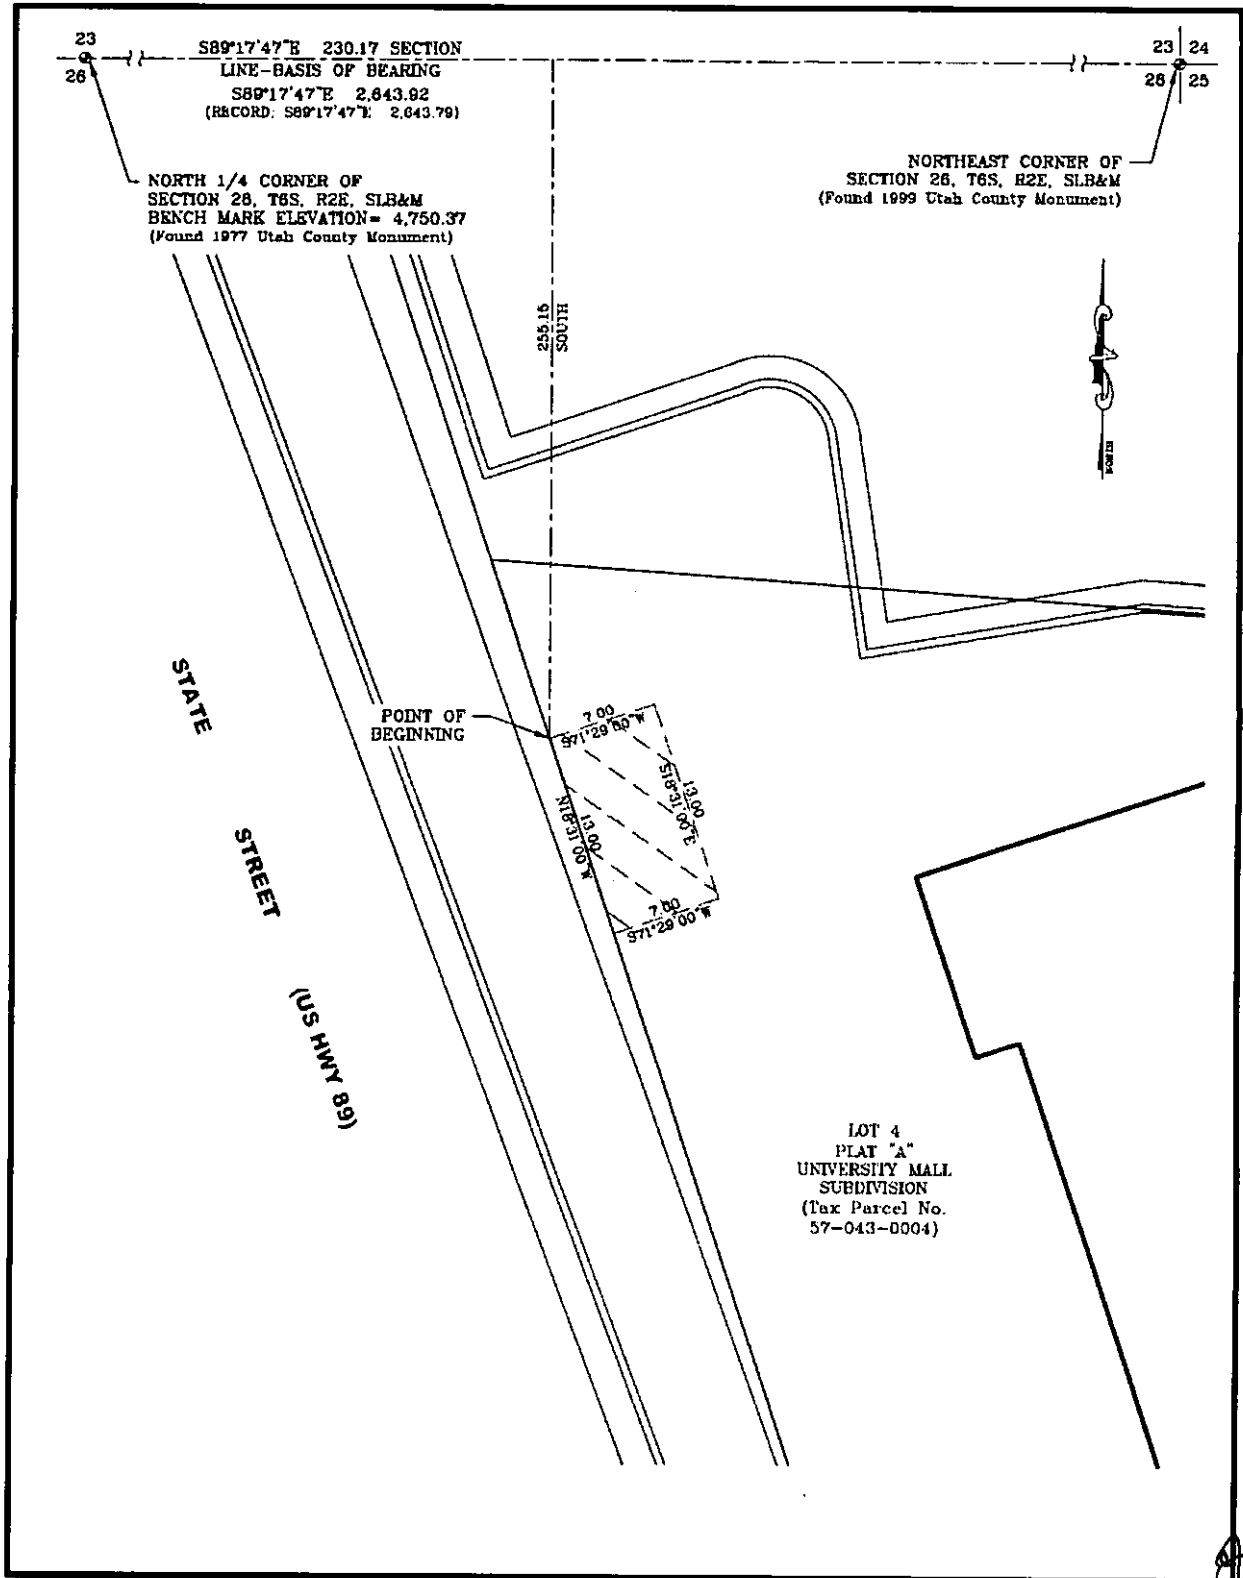 23
S89°17'47"E 230.17 SECTION
26
LINE-BASIS OF BEARING
S89°17'47"E 2,643.92
(RECORD: S89°17'47"E 2,643.79)
23 24
26 25
NORTH 1/4 CORNER OF
SECTION 26, T6S, R2E, SLB&M
BENCH MARK ELEVATION= 4,750.37
(Found 1977 Utah County Monument)
NORTHEAST CORNER OF
SECTION 26, T6S, R2E, SLB&M
(Found 1999 Utah County Monument)
255.15
SOUTH
NORTH
STATE
STREET
(US HWY 89)
POINT OF
BEGINNING
7.00
S71°29'00"W
13.00
S18°31'00"E
13.00
N18°31'00"W
7.00
S71°29'00"W
LOT 4
PLAT "A"
UNIVERSITY MALL
SUBDIVISION
(Tax Parcel No.
57-043-0004)